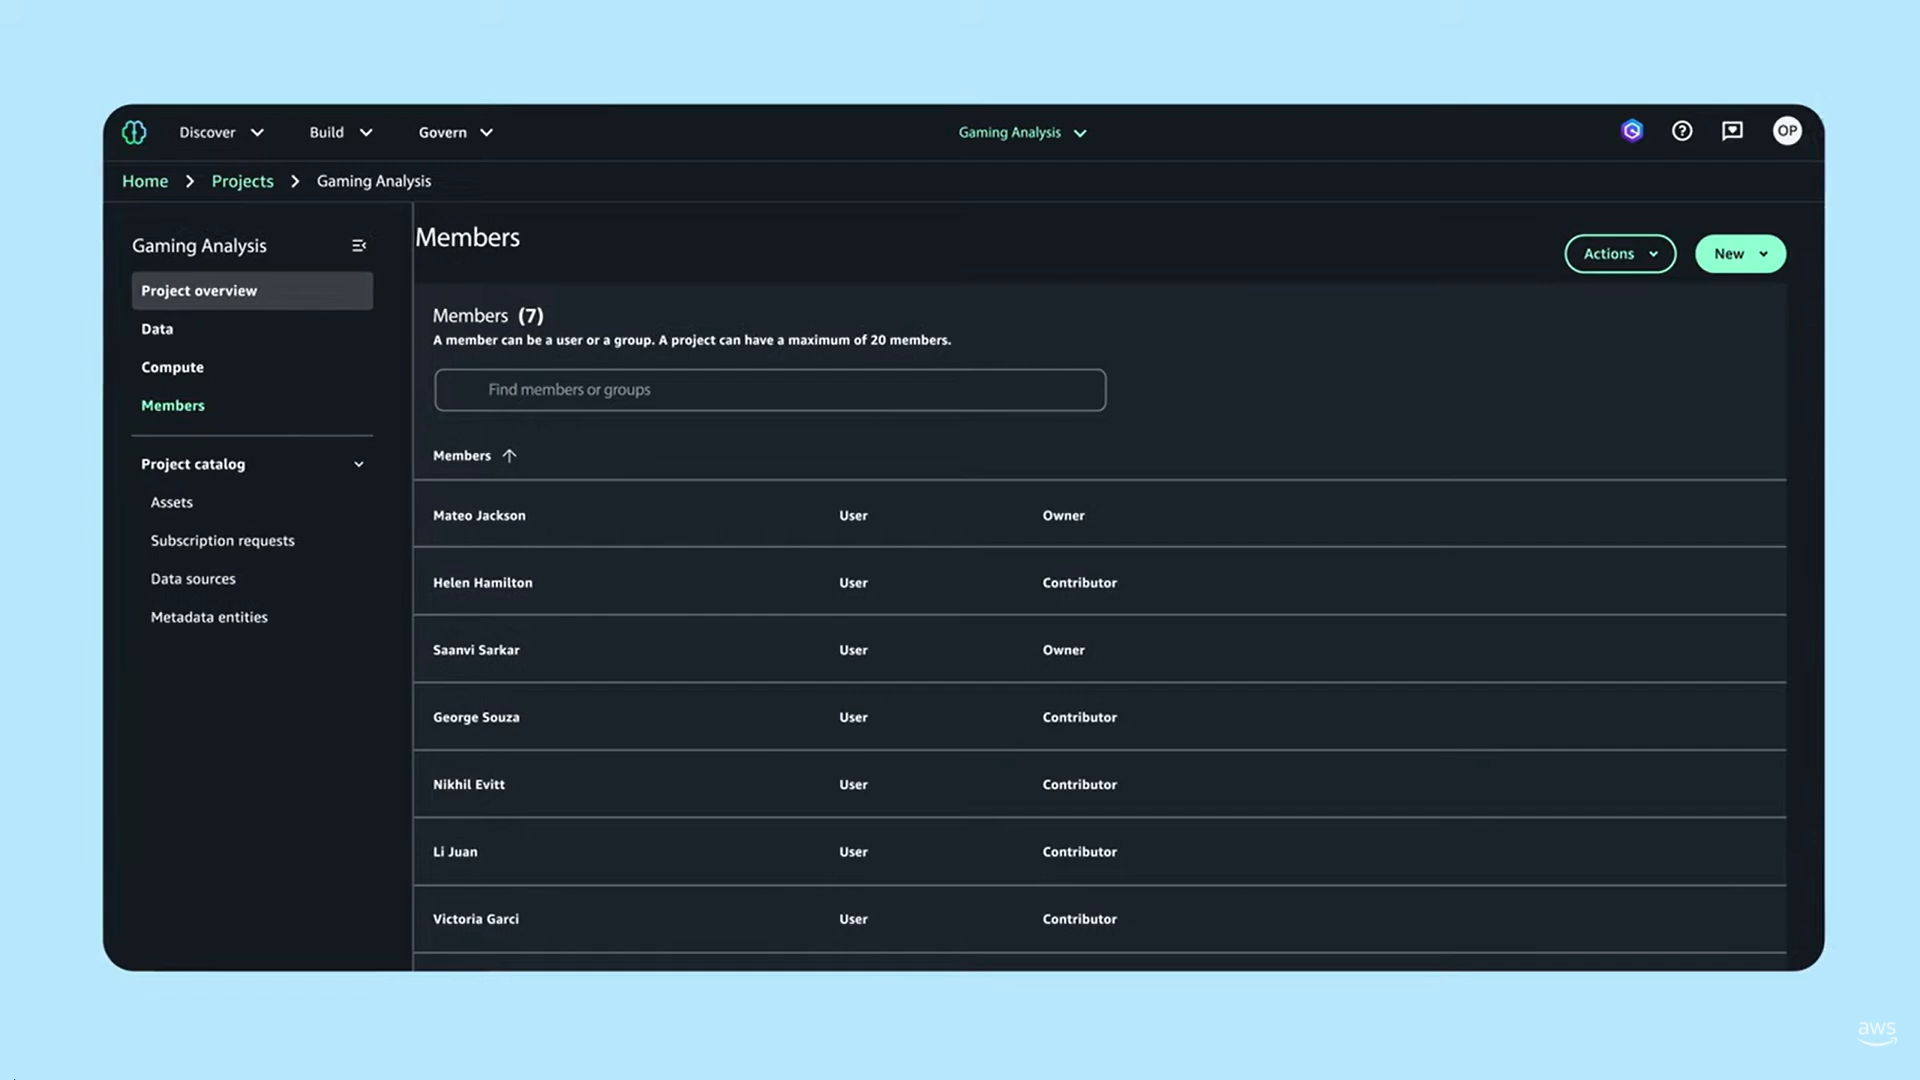 Discover Build Govern Gaming Analysis OP
Home Projects Gaming Analysis
Gaming Analysis
Project overview
Data
Compute
Members
Project catalog
Assets
Subscription requests
Data sources
Metadata entities
Members
Actions New
Members (7)
A member can be a user or a group. A project can have a maximum of 20 members.
Find members or groups
Members
Mateo Jackson User Owner
Helen Hamilton User Contributor
Saanvi Sarkar User Owner
George Souza User Contributor
Nikhil Evitt User Contributor
Li Juan User Contributor
Victoria Garci User Contributor
aws